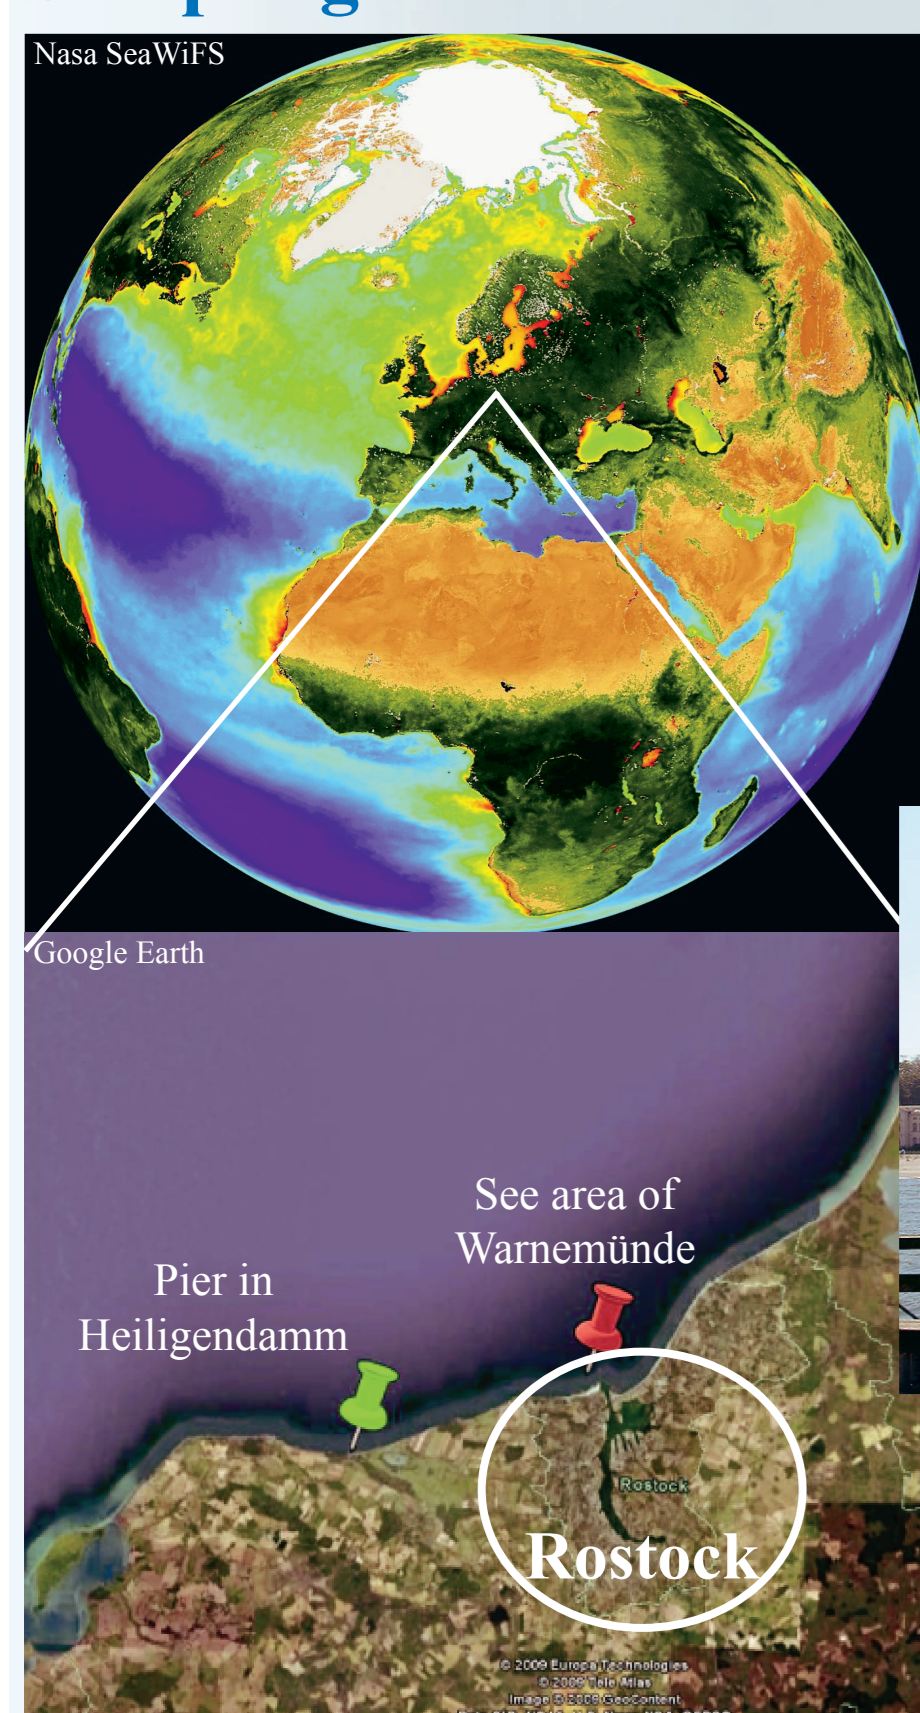 Nasa SeaWiFS
Google Earth
See area of
Warnemünde
Pier in
Heiligendamm
Rostock
Rostock
© 2009 Europa Technologies
© 2009 Tele Atlas
Image © 2009 GeoContent